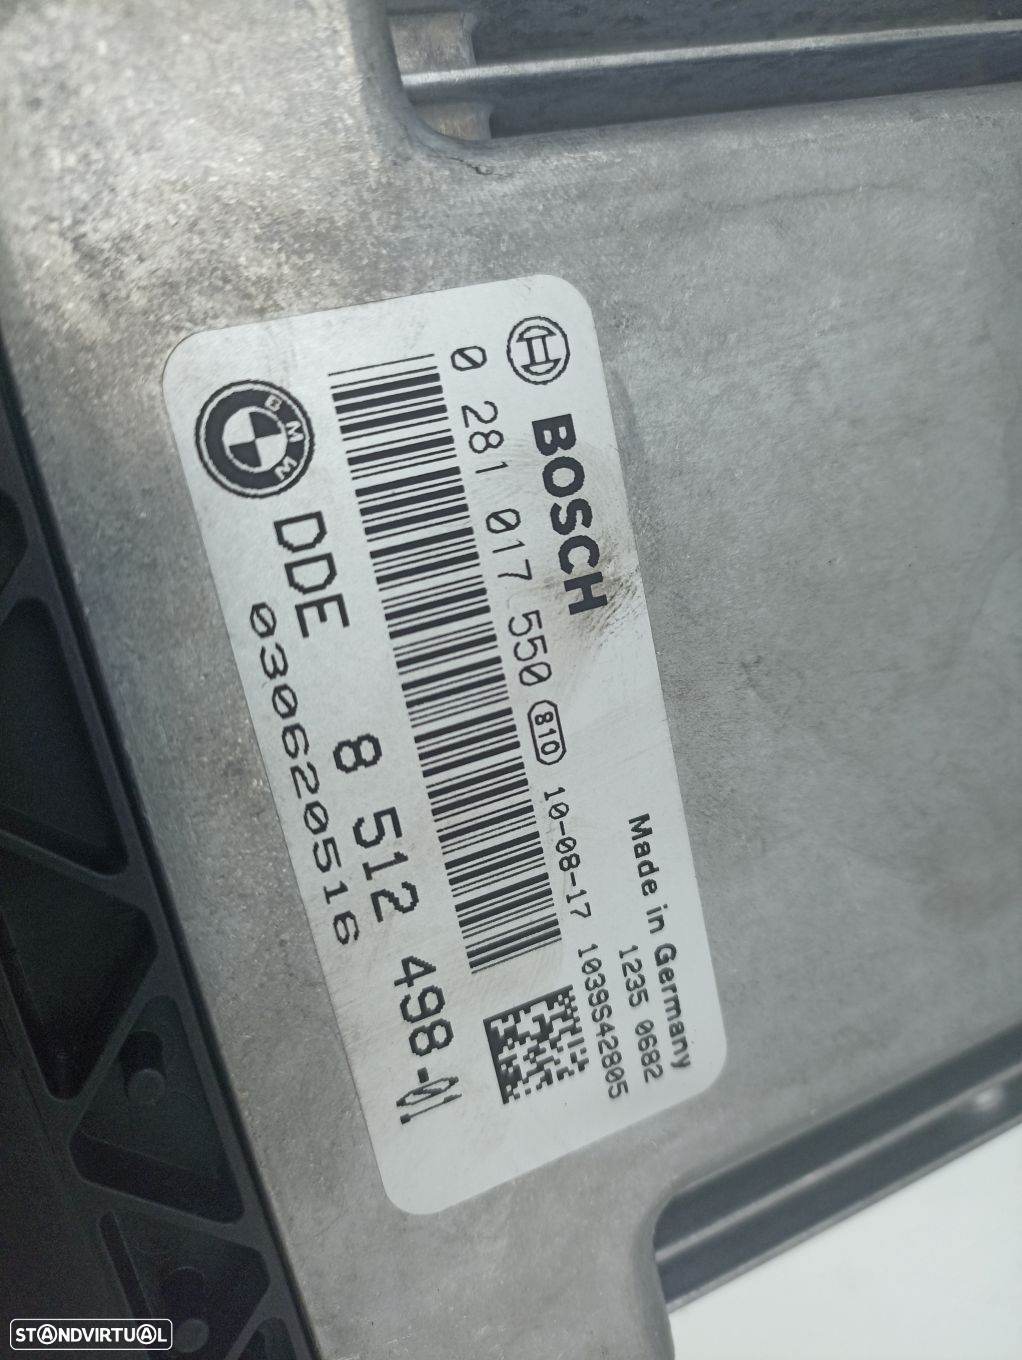 BOSCH
Made in Germany
1235 0682
0 281 017 550 810 10-08-17 1039S42805
BMW
DDE 8 512 498-01
030620516
STANDVIRTUAL